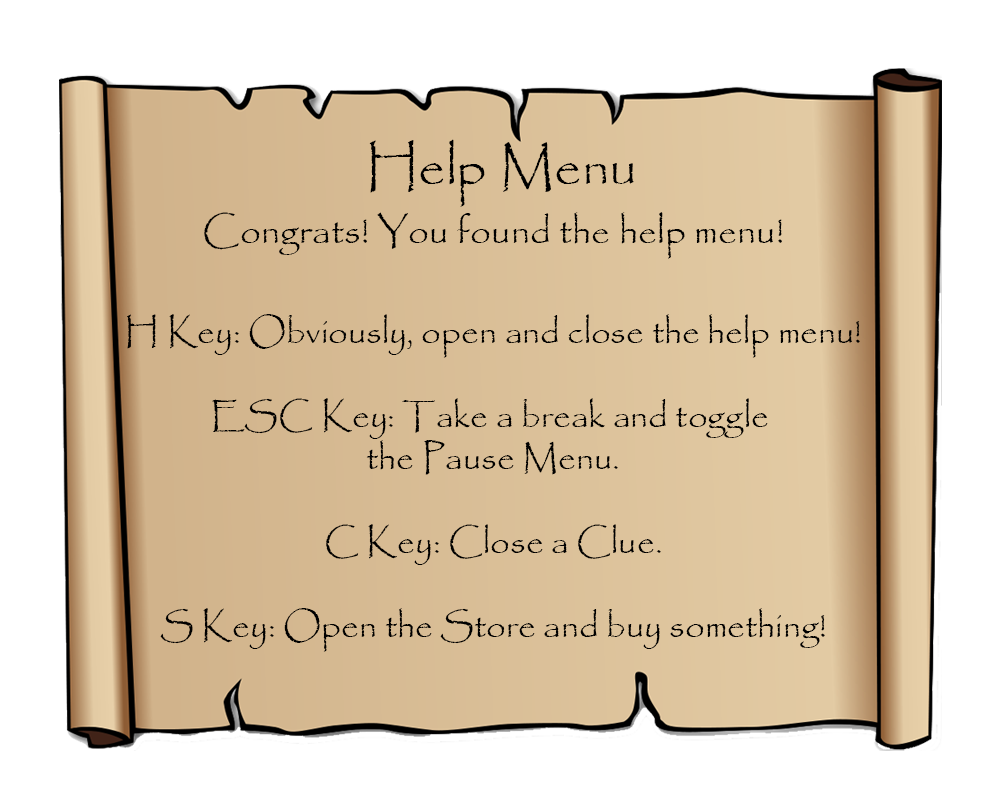 Help Menu
Congrats! You found the help menu!
H Key: Obviously, open and close the help menu!
ESC Key: Take a break and toggle
the Pause Menu.
C Key: Close a Clue.
S Key: Open the Store and buy something!